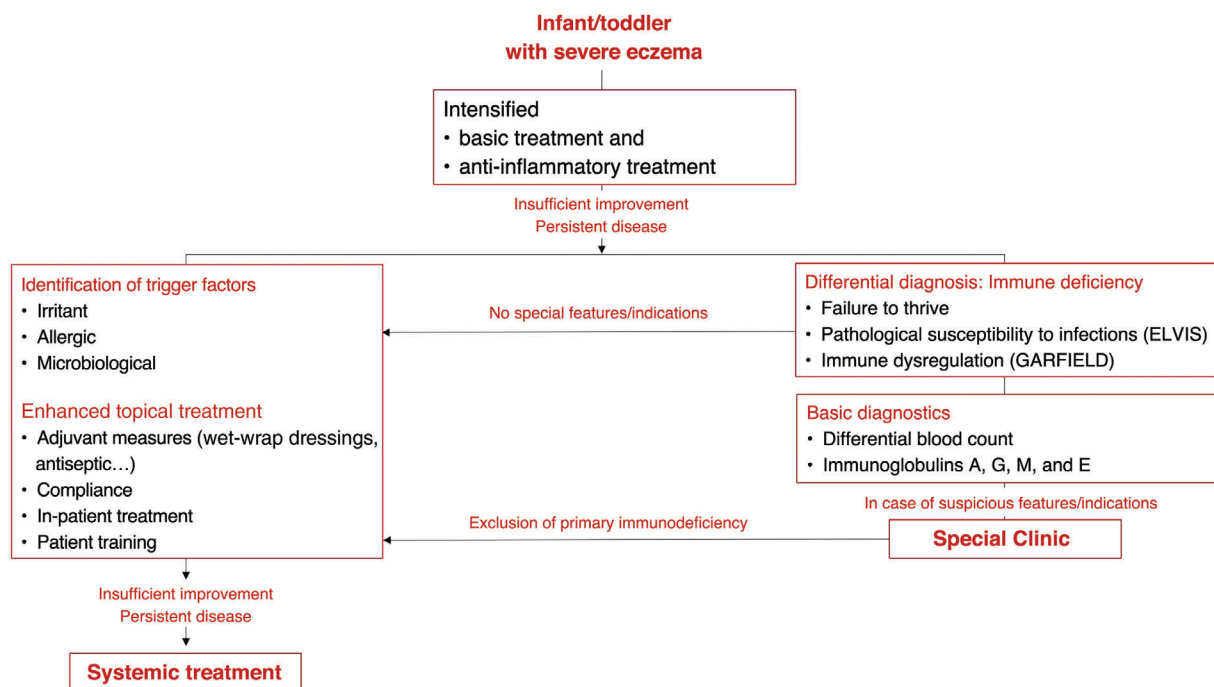 Infant/toddler
with severe eczema
Intensified
• basic treatment and
• anti-inflammatory treatment
Insufficient improvement
Persistent disease
Identification of trigger factors
• Irritant
• Allergic
• Microbiological
Enhanced topical treatment
• Adjuvant measures (wet-wrap dressings,
antiseptic…)
• Compliance
• In-patient treatment
• Patient training
No special features/indications
Differential diagnosis: Immune deficiency
• Failure to thrive
• Pathological susceptibility to infections (ELVIS)
• Immune dysregulation (GARFIELD)
Basic diagnostics
• Differential blood count
• Immunoglobulins A, G, M, and E
In case of suspicious features/indications
Exclusion of primary immunodeficiency
Special Clinic
Insufficient improvement
Persistent disease
Systemic treatment